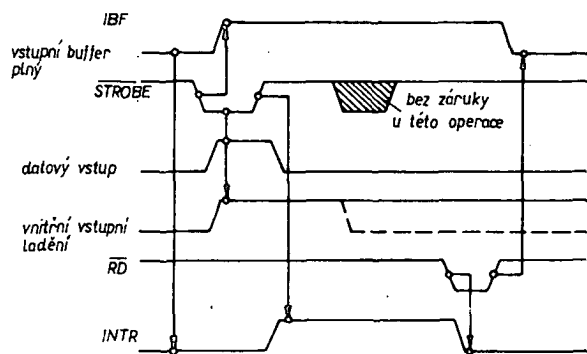 IBF
vstupní buffer
plný
STROBE
bez záruky
u této operace
datový vstup
vnitřní vstupní
ladění
RD
INTR